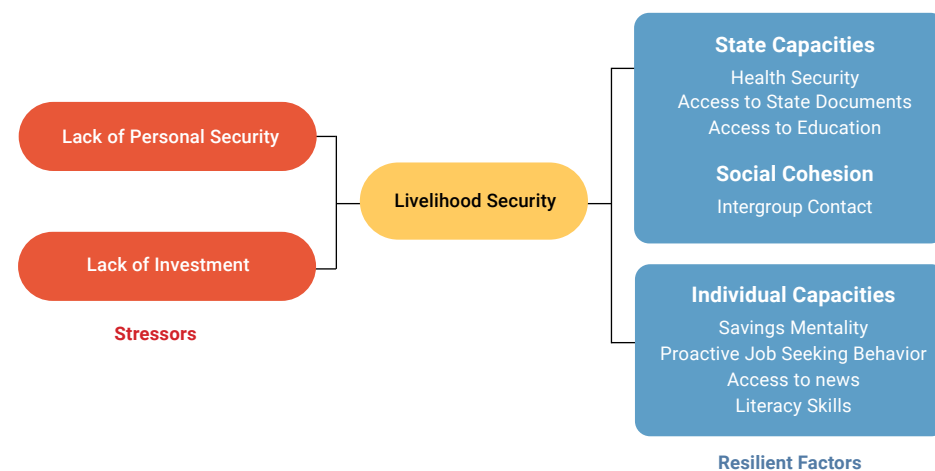 Lack of Personal Security
Lack of Investment
Stressors
Livelihood Security
State Capacities
Health Security
Access to State Documents
Access to Education
Social Cohesion
Intergroup Contact
Individual Capacities
Savings Mentality
Proactive Job Seeking Behavior
Access to news
Literacy Skills
Resilient Factors